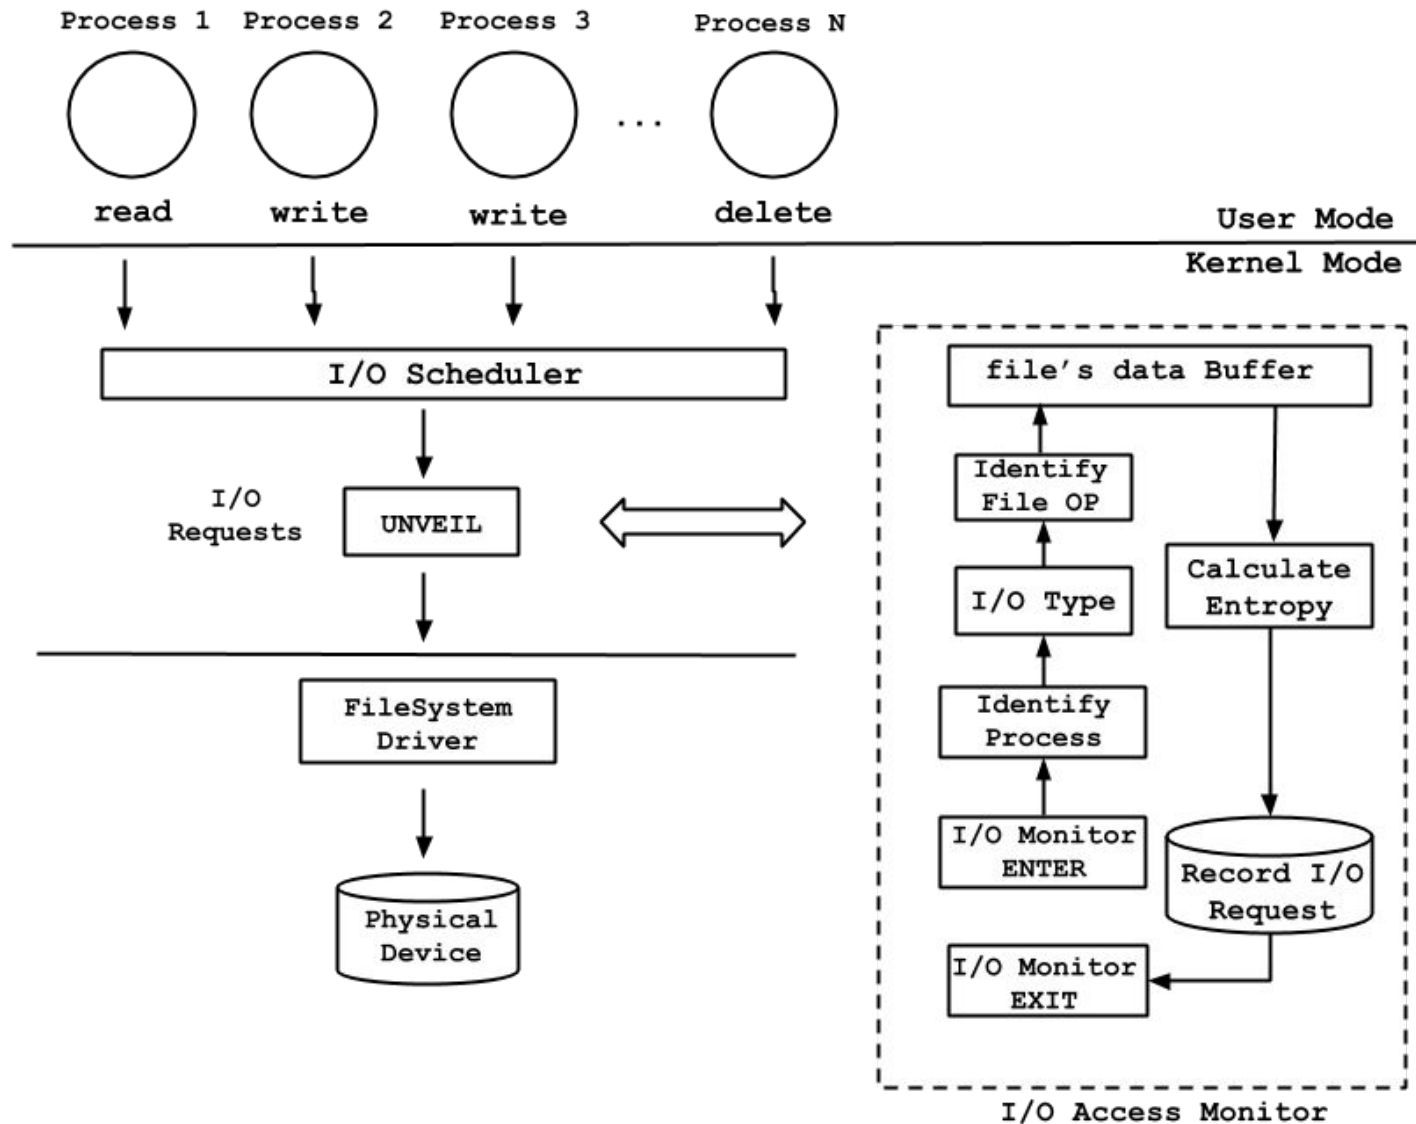 Process 1
Process 2
Process 3
Process N
...
read
write
write
delete
User Mode
Kernel Mode
I/O Scheduler
I/O
Requests
UNVEIL
FileSystem
Driver
Physical
Device
file's data Buffer
Identify
File OP
I/O Type
Identify
Process
I/O Monitor
ENTER
Calculate
Entropy
Record I/O
Request
I/O Monitor
EXIT
I/O Access Monitor